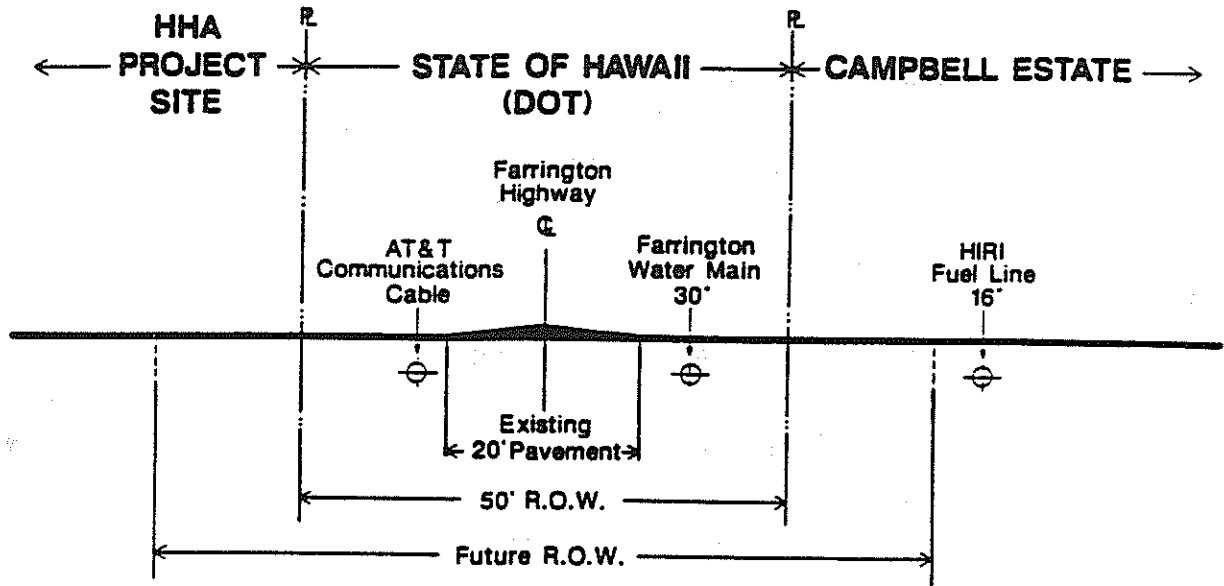 ℄
℄
HHA
PROJECT
SITE
STATE OF HAWAII
(DOT)
CAMPBELL ESTATE
Farrington
Highway
℄
AT&T
Communications
Cable
Farrington
Water Main
30"
HIRI
Fuel Line
16"
Existing
20' Pavement
50' R.O.W.
Future R.O.W.